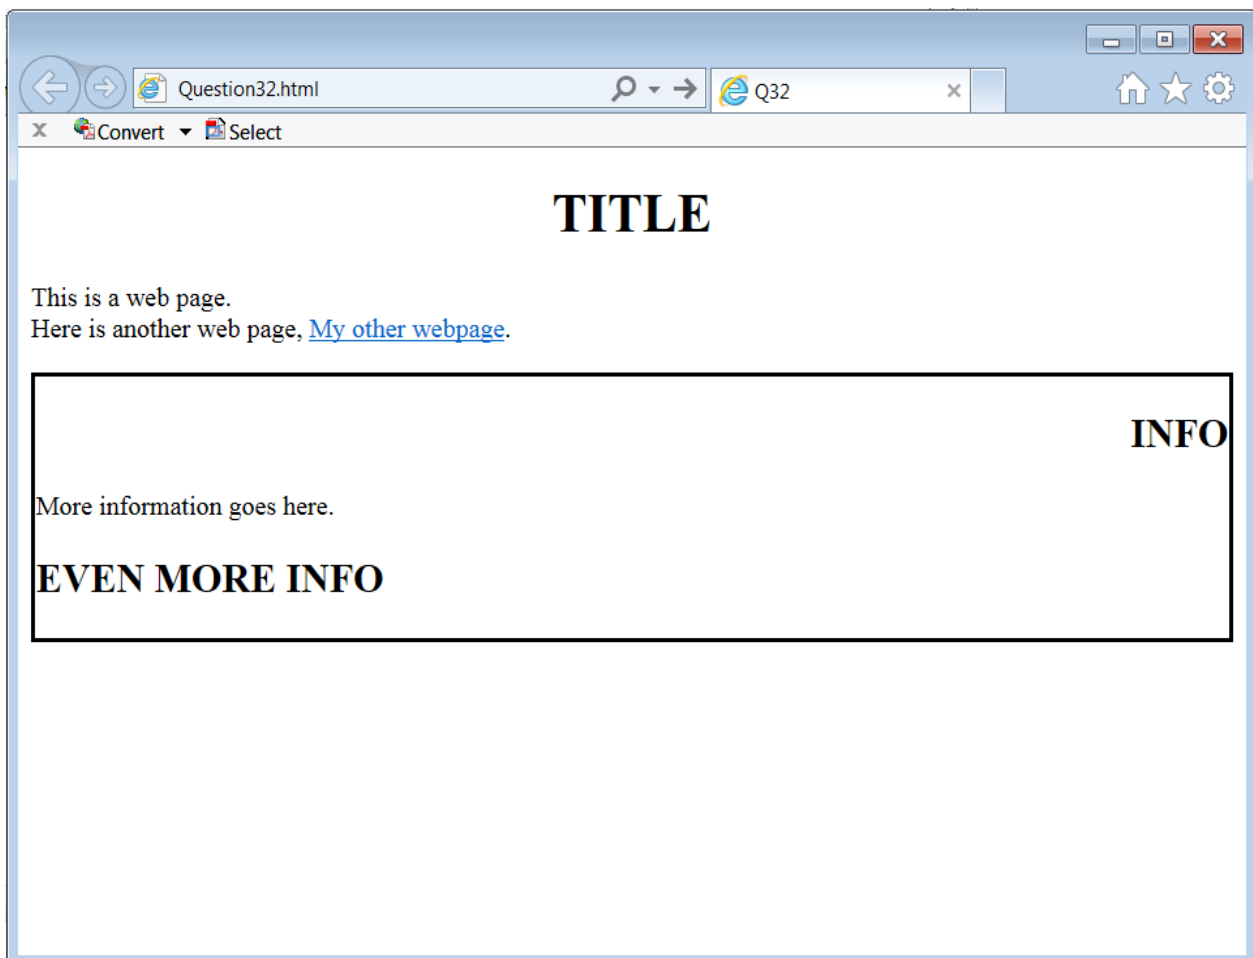 Question32.html
Q32
x Convert Select
TITLE
This is a web page.
Here is another web page, My other webpage.
INFO
More information goes here.
EVEN MORE INFO